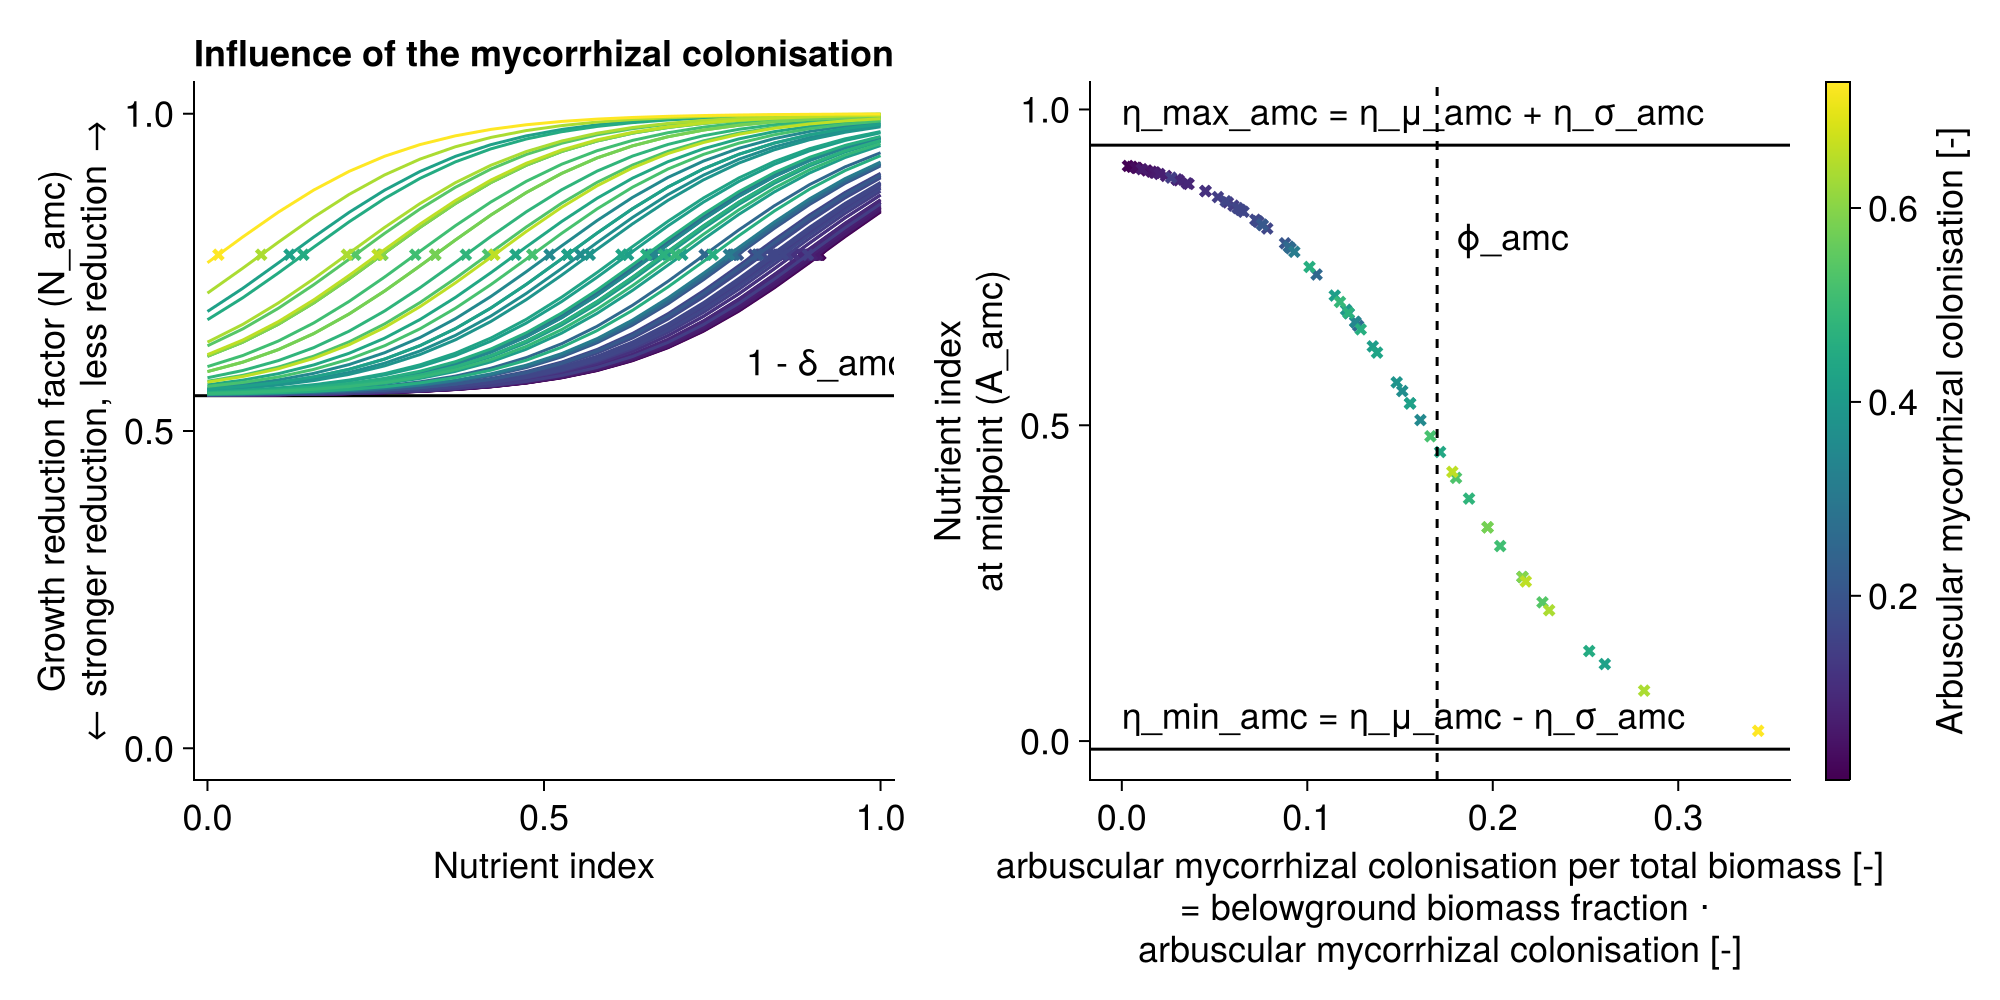 Influence of the mycorrhizal colonisation
Growth reduction factor (N_amc)
← stronger reduction, less reduction →
1.0
0.5
0.0
1 - δ_amc
0.0
0.5
1.0
Nutrient index
Nutrient index
at midpoint (A_amc)
1.0
0.5
0.0
η_max_amc = η_μ_amc + η_σ_amc
ϕ_amc
η_min_amc = η_μ_amc - η_σ_amc
0.0
0.1
0.2
0.3
arbuscular mycorrhizal colonisation per total biomass [-]
= belowground biomass fraction ⋅
arbuscular mycorrhizal colonisation [-]
0.6
0.4
0.2
Arbuscular mycorrhizal colonisation [-]